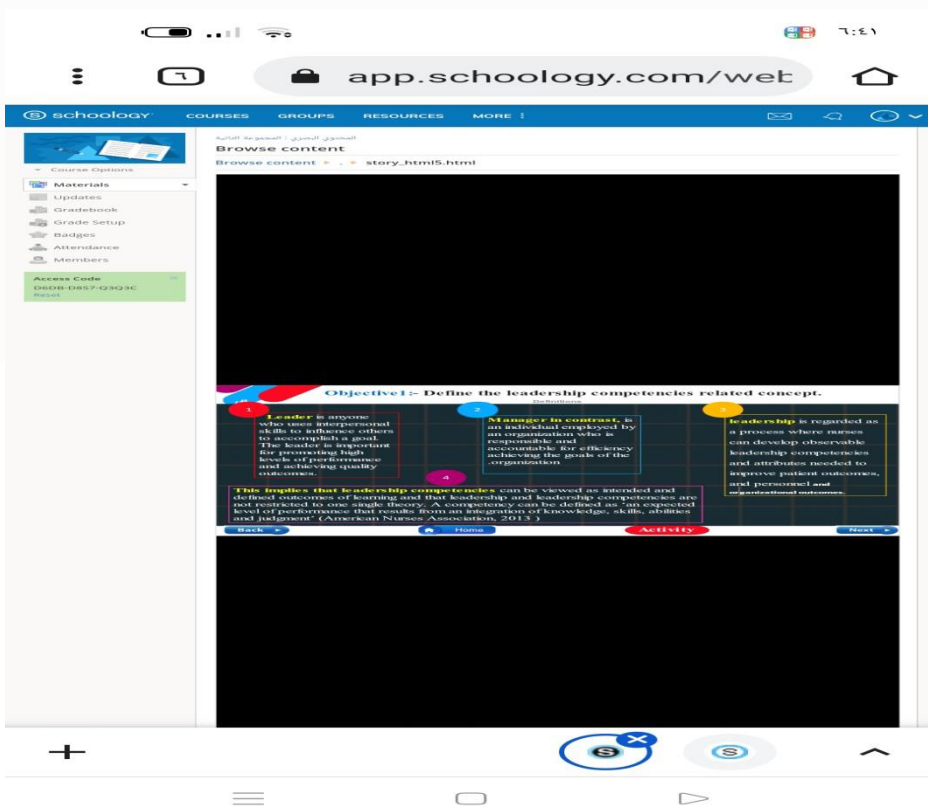 ٦:٤١
٦
app.schoology.com/web
S schoology
COURSES
GROUPS
RESOURCES
MORE
المحتوي البصري : المجموعة الثانية
Browse content
Browse content ▸ . ▸ story_html5.html
Course Options
Materials
Updates
Gradebook
Grade Setup
Badges
Attendance
Members
Access Code
Reset
Objective1:- Define the leadership competencies related concept.
Definitions
1
Leader is anyone
who uses interpersonal
skills to influence others
to accomplish a goal.
The leader is important
for promoting high
levels of performance
and achieving quality
outcomes.
2
Manager in contrast, is
an individual employed by
an organization who is
responsible and
accountable for efficiency
achieving the goals of the
.organization
3
leadership is regarded as
a process where nurses
can develop observable
leadership competencies
and attributes needed to
improve patient outcomes,
and personnel and
organizational outcomes.
4
This implies that leadership competencies can be viewed as intended and
defined outcomes of learning and that leadership and leadership competencies are
not restricted to one single theory. A competency can be defined as 'an expected
level of performance that results from an integration of knowledge, skills, abilities
and judgment' (American Nurses Association, 2013 )
Back
Home
Activity
Next
S
S